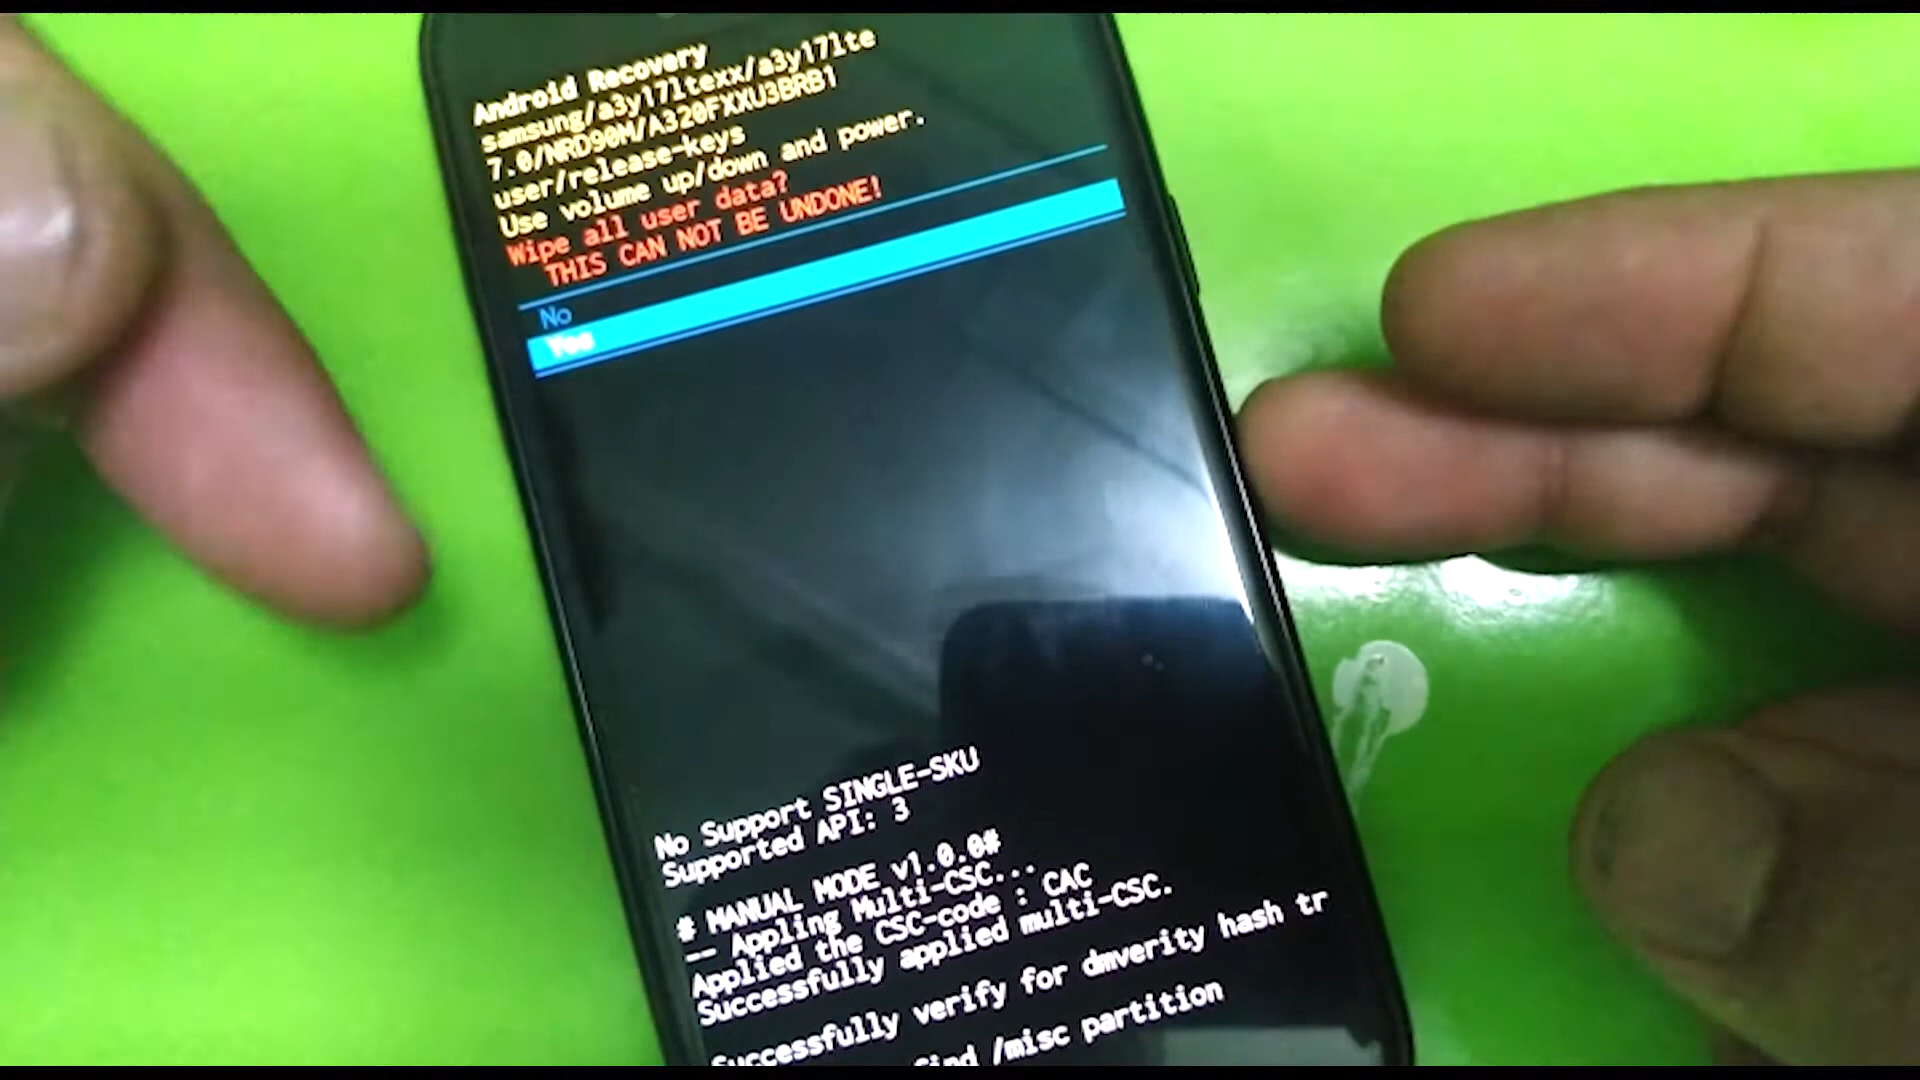 Android Recovery
samsung/a3y17ltexx/a3y17lte
7.0/NRD90M/A320FXXU3BRB1
user/release-keys
Use volume up/down and power.
Wipe all user data?
THIS CAN NOT BE UNDONE!
No
Yes
No Support SINGLE-SKU
Supported API: 3
# MANUAL MODE v1.0.0#
-- Appling Multi-CSC...
Applied the CSC-code : CAC
Successfully applied multi-CSC.
Successfully verify for dmverity hash tr
find /misc partition